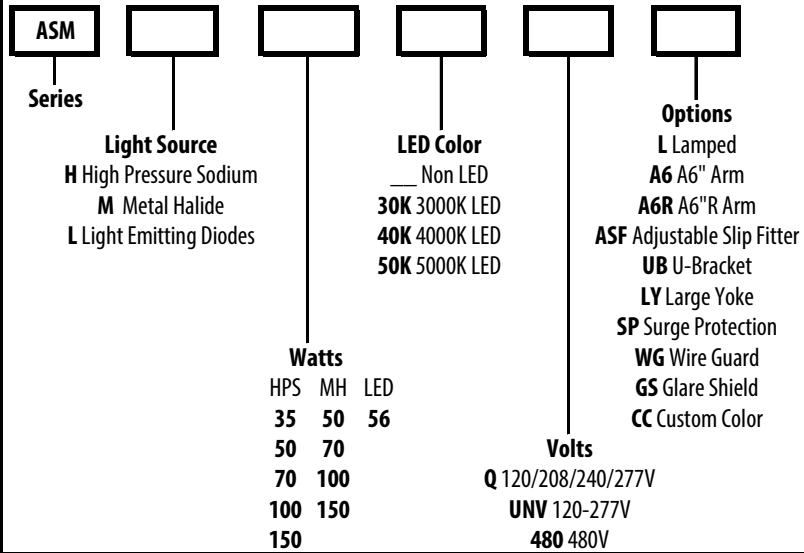 ASM
Series
Light Source
H High Pressure Sodium
M Metal Halide
L Light Emitting Diodes
Watts
HPS MH LED
35 50 56
50 70
70 100
100 150
150
LED Color
__ Non LED
30K 3000K LED
40K 4000K LED
50K 5000K LED
Volts
Q 120/208/240/277V
UNV 120-277V
480 480V
Options
L Lamped
A6 A6" Arm
A6R A6"R Arm
ASF Adjustable Slip Fitter
UB U-Bracket
LY Large Yoke
SP Surge Protection
WG Wire Guard
GS Glare Shield
CC Custom Color